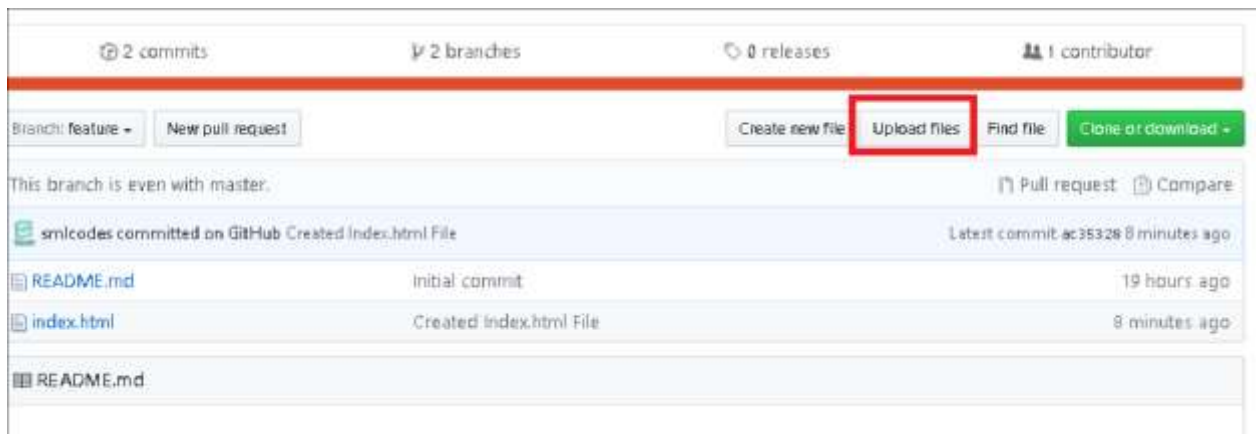 2 commits 2 branches 0 releases 1 contributor
Branch: feature New pull request Create new file Upload files Find file Clone or download
This branch is even with master. Pull request Compare
smlcodes committed on GitHub Created Index.html File Latest commit ac35328 8 minutes ago
README.md Initial commit 19 hours ago
index.html Created Index.html File 8 minutes ago
README.md